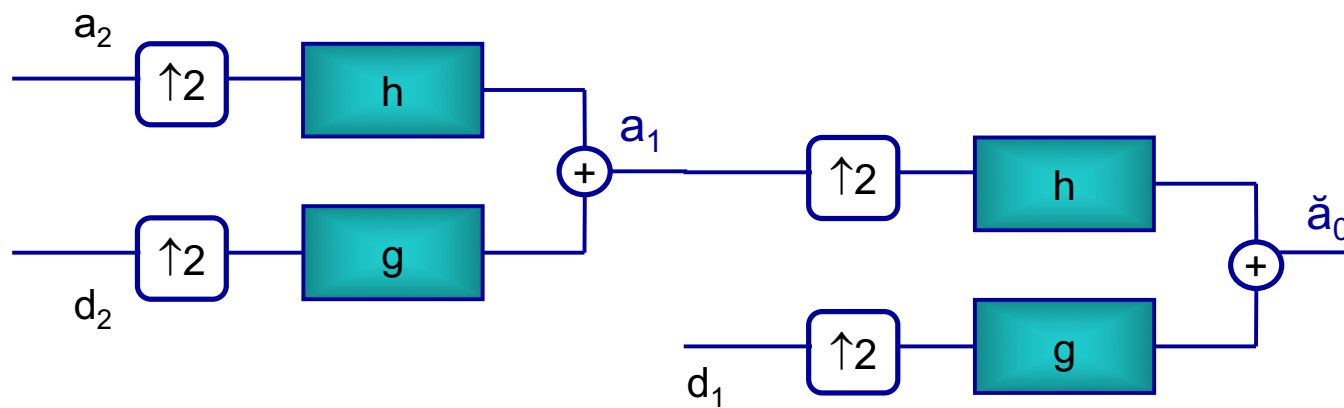 a₂
↑2
h
+
a₁
↑2
h
ă₀
+
↑2
g
d₂
↑2
g
d₁